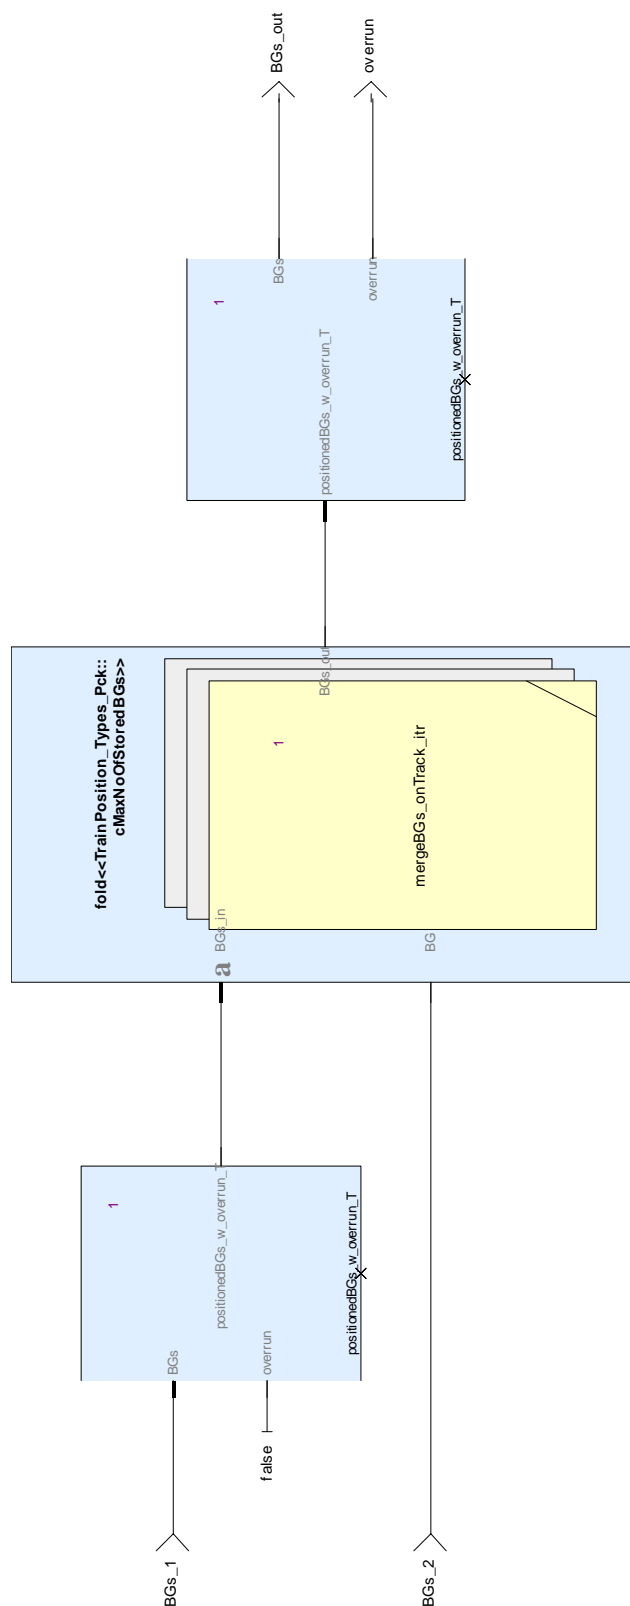 BGs_1
BGs_2
false
BGs
overrun
1
positionedBGs_w_overrun_T
positionedBGs_w_overrun_T
fold<<TrainPosition_Types_Pck::
cMaxNoOfStoredBGs>>
a
BGs_in
BG
1
mergeBGs_onTrack_itr
BGs_out
1
positionedBGs_w_overrun_T
positionedBGs_w_overrun_T
BGs
overrun
BGs_out
overrun